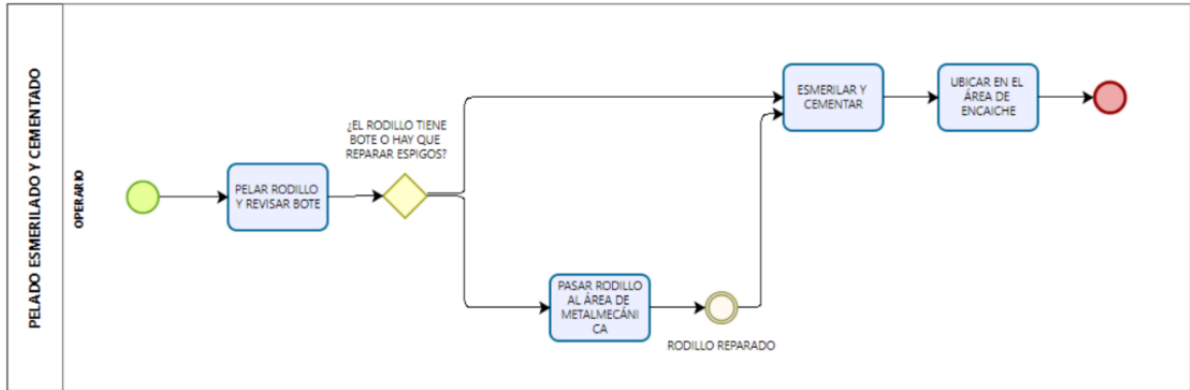 PELADO ESMERILADO Y CEMENTADO
OPERARIO
PELAR RODILLO
Y REVISAR BOTE
¿EL RODILLO TIENE
BOTE O HAY QUE
REPARAR ESPIGOS?
PASAR RODILLO
AL ÁREA DE
METALMECÁNI
CA
RODILLO REPARADO
ESMERILAR Y
CEMENTAR
UBICAR EN EL
ÁREA DE
ENCAICHE